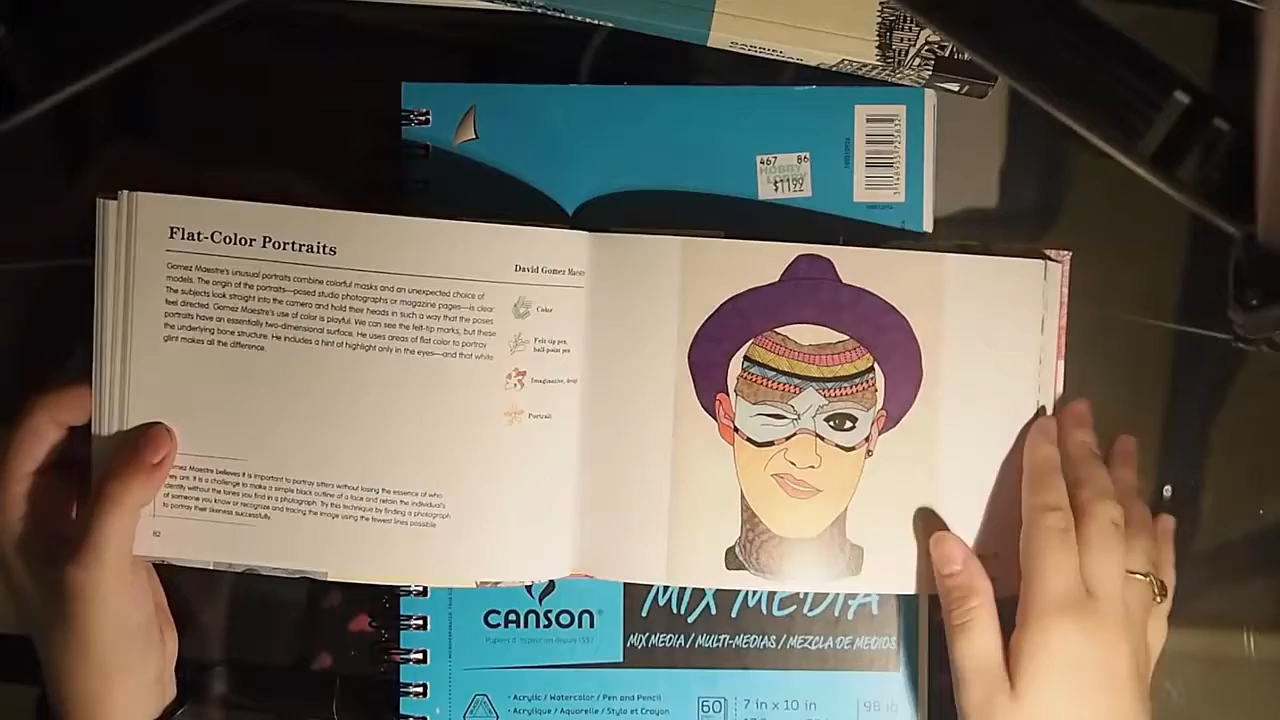 GABRIEL
CAMPANARIO
467 86
HOBBY
LOBBY
$11.99
Flat-Color Portraits
David Gomez Maestre
Gomez Maestre's unusual portraits combine colorful masks and an unexpected choice of
models. The origin of the portraits—posed studio photographs or magazine pages—is clear.
The subjects look straight into the camera and hold their heads in such a way that the poses
feel directed. Gomez Maestre's use of color is playful. We can see the felt-tip marks, but these
portraits have an essentially two-dimensional surface. He uses areas of flat color to portray
the underlying bone structure. He includes a hint of highlight only in the eyes—and that white
glint makes all the difference.
Color
Felt-tip pen,
ball-point pen
Imaginative,
Portrait
Gomez Maestre believes it is important to portray sitters without losing the essence of who
they are. It is a challenge to make a simple black outline of a face and retain the individual's
identity without the tones you find in a photograph. Try this technique by finding a photograph
of someone you know or recognize and tracing the image using the fewest lines possible
to portray their likeness successfully.
82
CANSON®
Papiers d'inspiration depuis 1557
MIX MEDIA
MIX MEDIA / MULTI-MEDIAS / MEZCLA DE MEDIOS
• Acrylic / Watercolor / Pen and Pencil
• Acrylique / Aquarelle / Stylo et Crayon
60
7 in x 10 in
98 lb